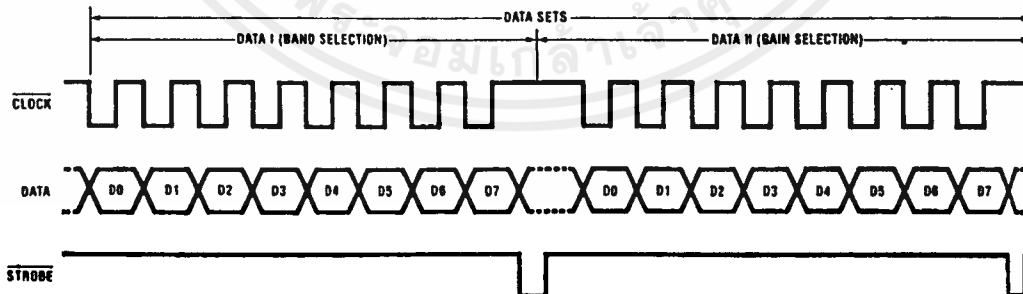 DATA SETS
DATA I (BAND SELECTION)
DATA II (GAIN SELECTION)
CLOCK
DATA
D0 D1 D2 D3 D4 D5 D6 D7
D0 D1 D2 D3 D4 D5 D6 D7
STROBE